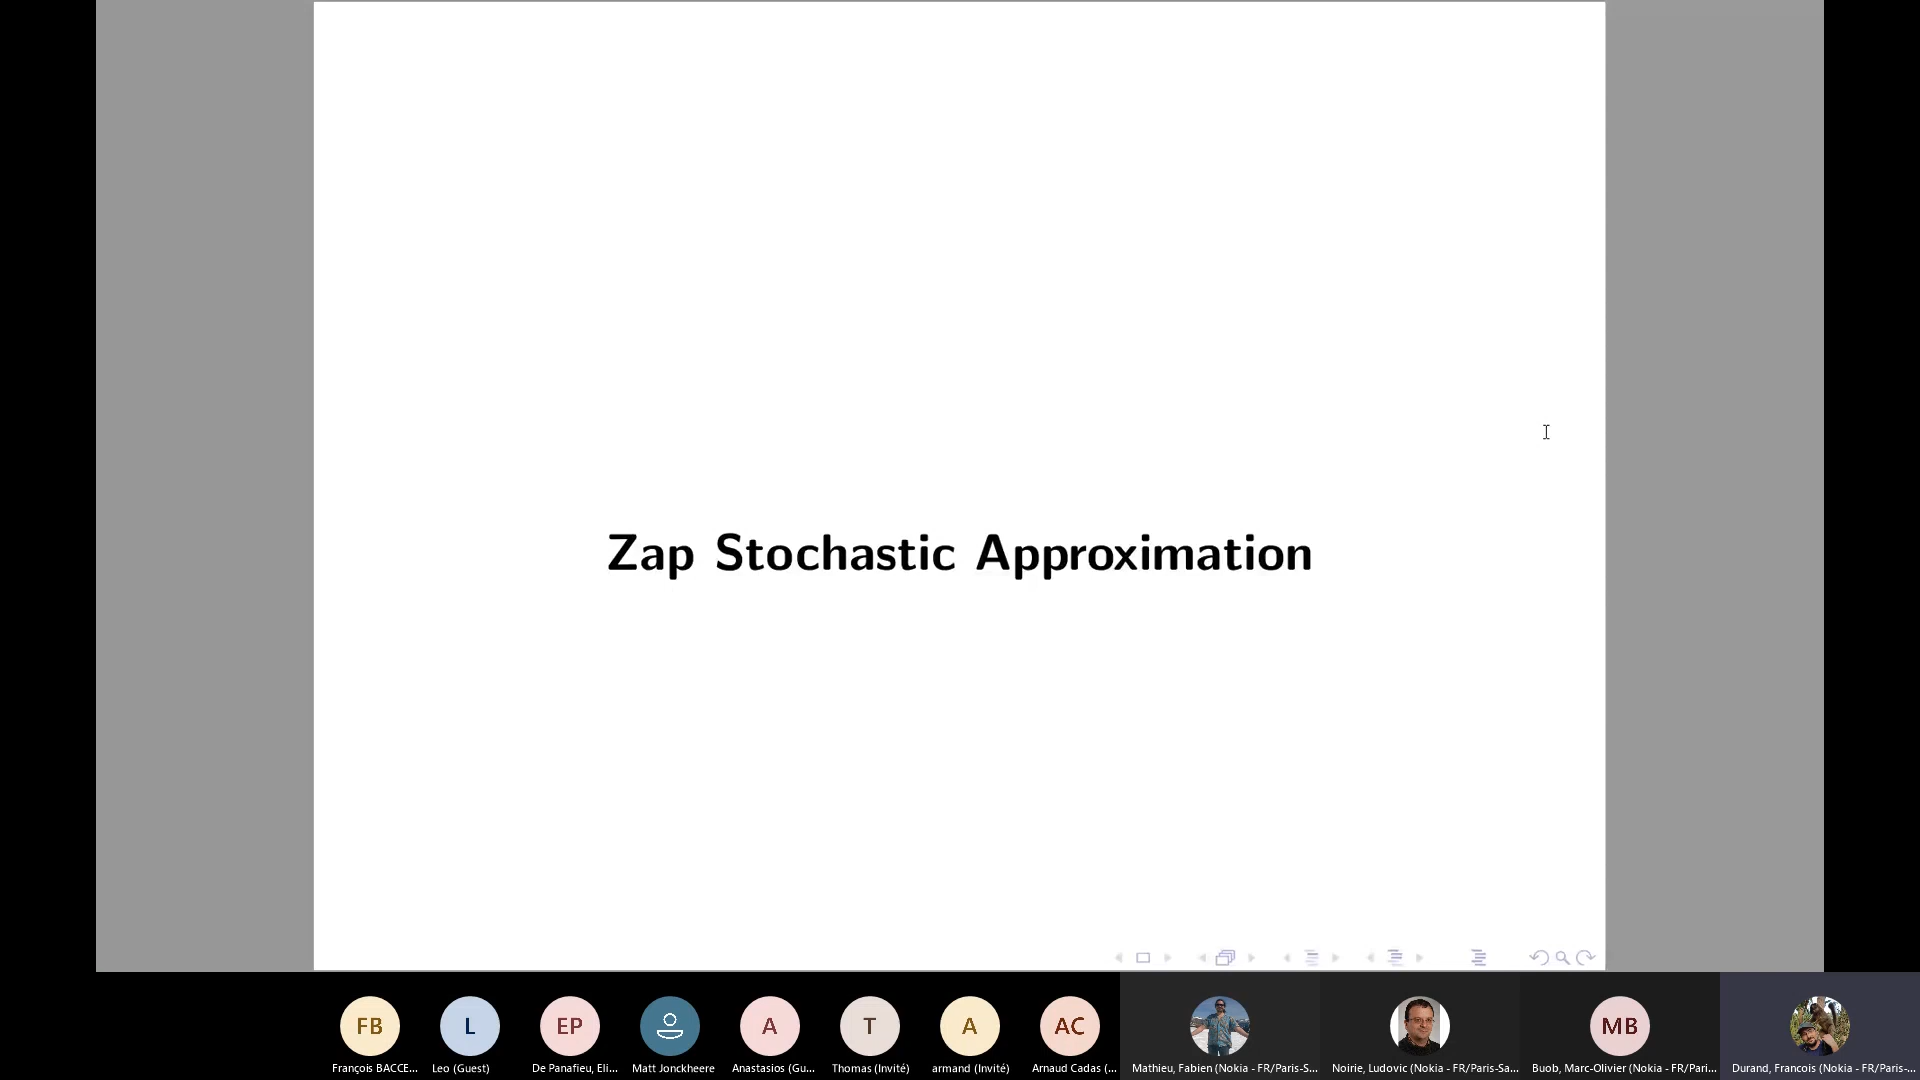 Zap Stochastic Approximation
FB
L
EP
A
T
A
AC
MB
François BACCE...
Leo (Guest)
De Panafieu, Eli...
Matt Jonckheere
Anastasios (Gu...
Thomas (Invité)
armand (Invité)
Arnaud Cadas (...
Mathieu, Fabien (Nokia - FR/Paris-S...
Noirie, Ludovic (Nokia - FR/Paris-Sa...
Buob, Marc-Olivier (Nokia - FR/Pari...
Durand, Francois (Nokia - FR/Paris-...